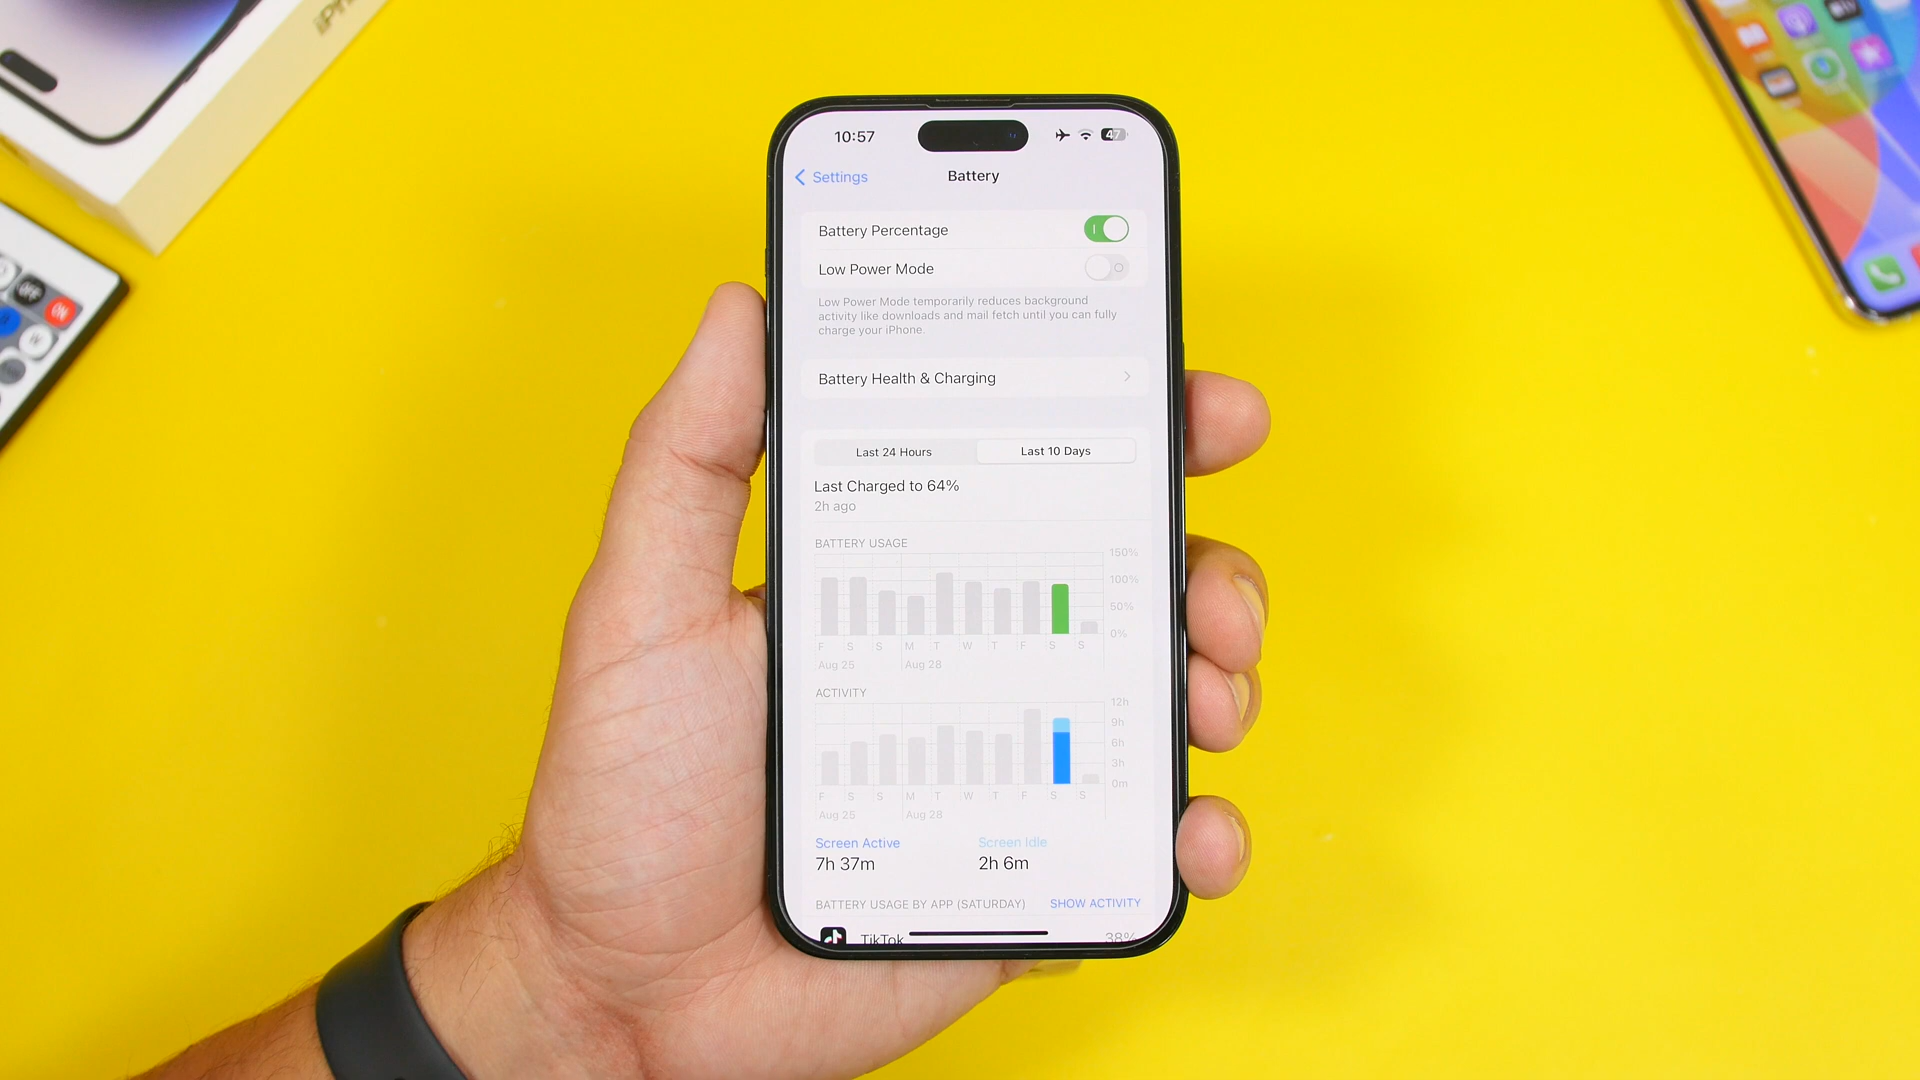 10:57
47
Settings
Battery
Battery Percentage
Low Power Mode
Low Power Mode temporarily reduces background
activity like downloads and mail fetch until you can fully
charge your iPhone.
Battery Health & Charging
Last 24 Hours
Last 10 Days
Last Charged to 64%
2h ago
BATTERY USAGE
150%
100%
50%
0%
F S S M T W T F S S
Aug 25
Aug 28
ACTIVITY
12h
9h
6h
3h
0m
F S S M T W T F S S
Aug 25
Aug 28
Screen Active
Screen Idle
7h 37m
2h 6m
BATTERY USAGE BY APP (SATURDAY)
SHOW ACTIVITY
TikTok
38%
OFF
ON
W